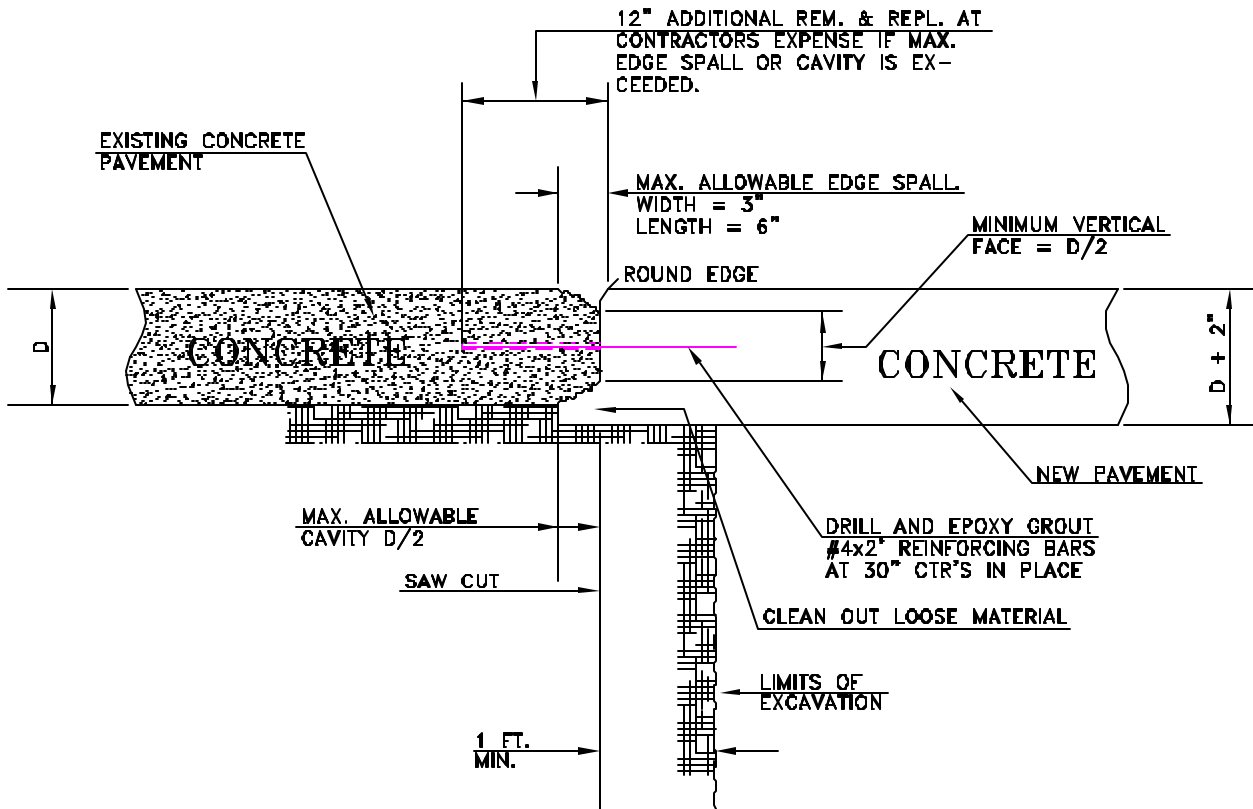 12" ADDITIONAL REM. & REPL. AT
CONTRACTORS EXPENSE IF MAX.
EDGE SPALL OR CAVITY IS EX-
CEEDED.
EXISTING CONCRETE
PAVEMENT
MAX. ALLOWABLE EDGE SPALL.
WIDTH = 3"
LENGTH = 6"
MINIMUM VERTICAL
FACE = D/2
ROUND EDGE
D
CONCRETE
CONCRETE
D + 2"
NEW PAVEMENT
MAX. ALLOWABLE
CAVITY D/2
DRILL AND EPOXY GROUT
#4x2' REINFORCING BARS
AT 30" CTR'S IN PLACE
SAW CUT
CLEAN OUT LOOSE MATERIAL
LIMITS OF
EXCAVATION
1 FT.
MIN.